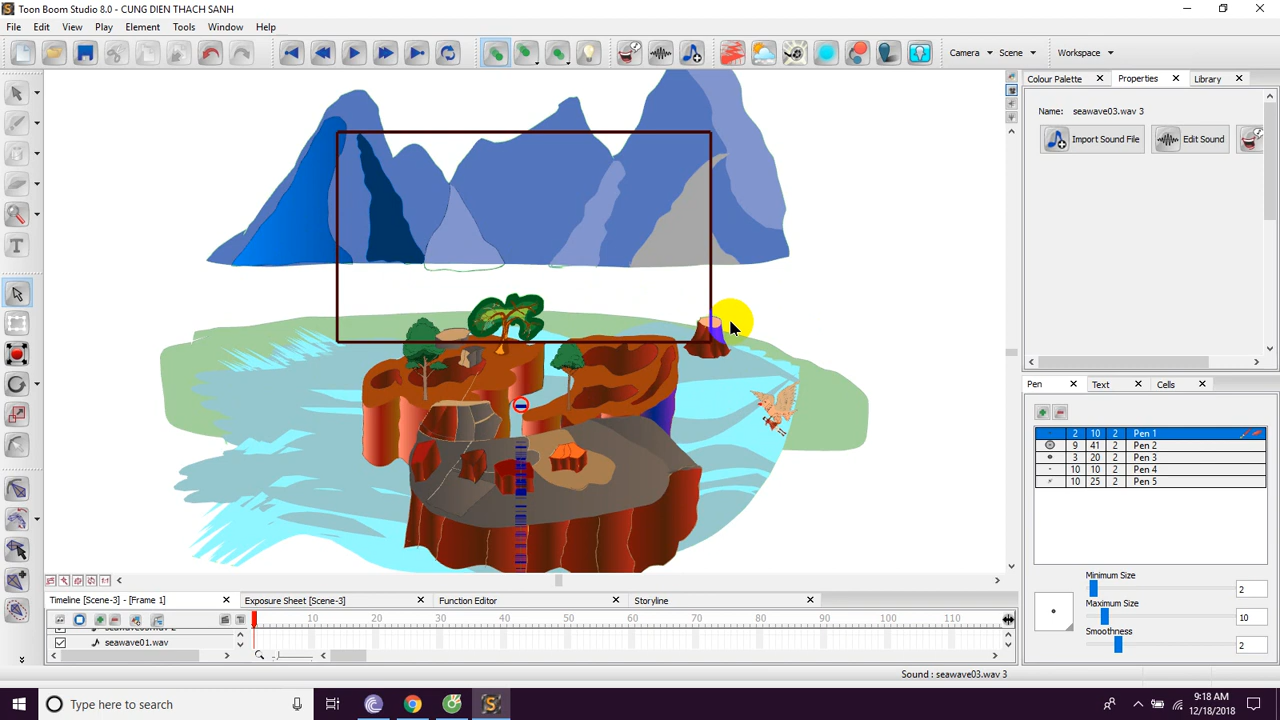 Toon Boom Studio 8.0 - CUNG DIEN THACH SANH
File Edit View Play Element Tools Window Help
Camera Scene Workspace
Colour Palette Properties Library
Name: seawave03.wav 3
Import Sound File Edit Sound
Pen Text Cells
2 10 2 Pen 1
9 41 2 Pen 2
3 20 2 Pen 3
10 10 2 Pen 4
10 25 2 Pen 5
Minimum Size
2
Maximum Size
10
Smoothness
2
Timeline [Scene-3] - [Frame 1] Exposure Sheet [Scene-3] Function Editor Storyline
10 20 30 40 50 60 70 80 90 100 110
seawave01.wav
Sound : seawave03.wav 3
Type here to search
9:18 AM
12/18/2018